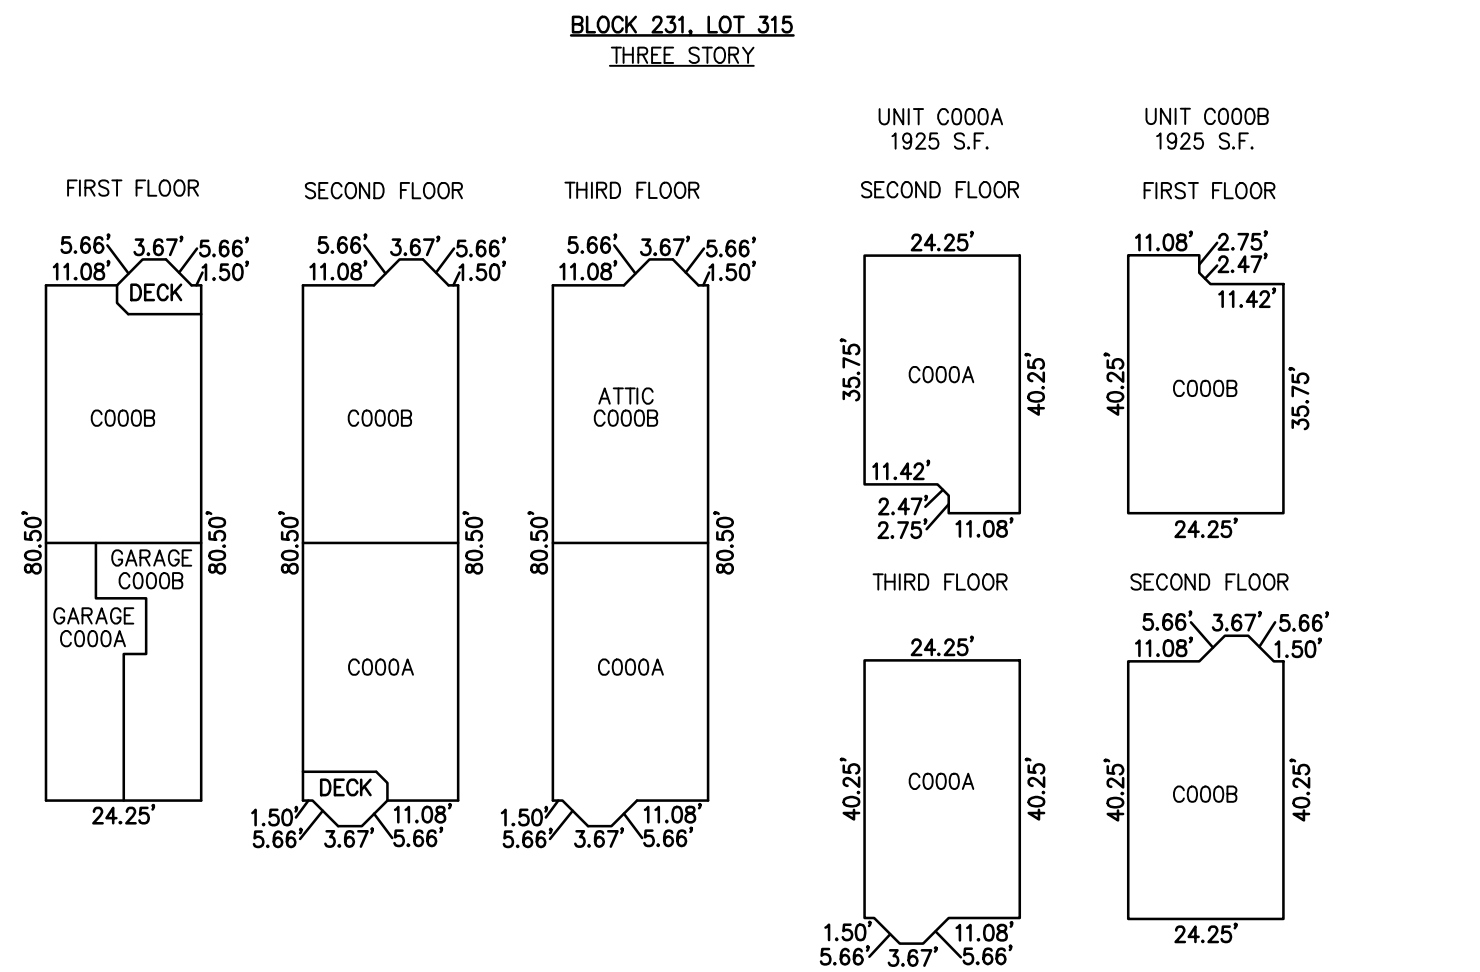 BLOCK 231, LOT 315
THREE STORY
FIRST FLOOR
5.66' 3.67' 5.66'
11.08' 1.50'
DECK
C000B
80.50' 80.50'
GARAGE
C000B
GARAGE
C000A
24.25'
SECOND FLOOR
5.66' 3.67' 5.66'
11.08' 1.50'
C000B
80.50' 80.50'
C000A
DECK
1.50' 11.08'
5.66' 3.67' 5.66'
THIRD FLOOR
5.66' 3.67' 5.66'
11.08' 1.50'
ATTIC
C000B
80.50' 80.50'
C000A
1.50' 11.08'
5.66' 3.67' 5.66'
UNIT C000A
1925 S.F.
SECOND FLOOR
24.25'
35.75' C000A 40.25'
11.42'
2.47'
2.75' 11.08'
THIRD FLOOR
24.25'
40.25' C000A 40.25'
1.50' 11.08'
5.66' 3.67' 5.66'
UNIT C000B
1925 S.F.
FIRST FLOOR
11.08' 2.75'
2.47'
11.42'
40.25' C000B 35.75'
24.25'
SECOND FLOOR
5.66' 3.67' 5.66'
11.08' 1.50'
40.25' C000B 40.25'
24.25'